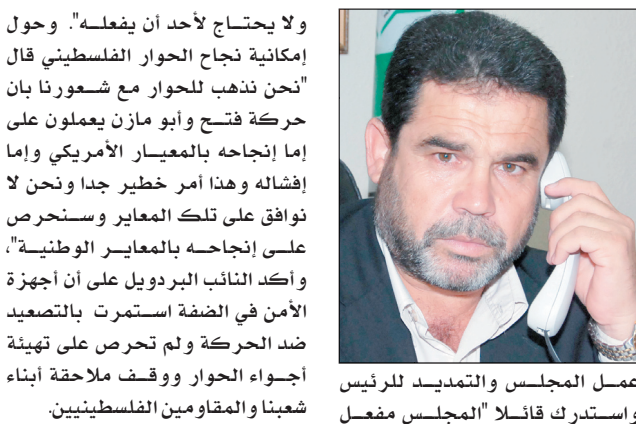 عمل المجلس والتمديد للرئيس
واستدرك قائلا "المجلس مفعل
ولا يحتاج لأحد أن يفعله". وحول
إمكانية نجاح الحوار الفلسطيني قال
"نحن نذهب للحوار مع شعورنا بان
حركة فتح وأبو مازن يعملون على
إما إنجاحه بالمعيار الأمريكي وإما
إفشاله وهذا أمر خطير جدا ونحن لا
نوافق على تلك المعاير وسنحرص
على إنجاحه بالمعاير الوطنية"،
وأكد النائب البردويل على أن أجهزة
الأمن في الضفة استمرت بالتصعيد
ضد الحركة ولم تحرص على تهيئة
أجواء الحوار ووقف ملاحقة أبناء
شعبنا والمقاومين الفلسطينيين.